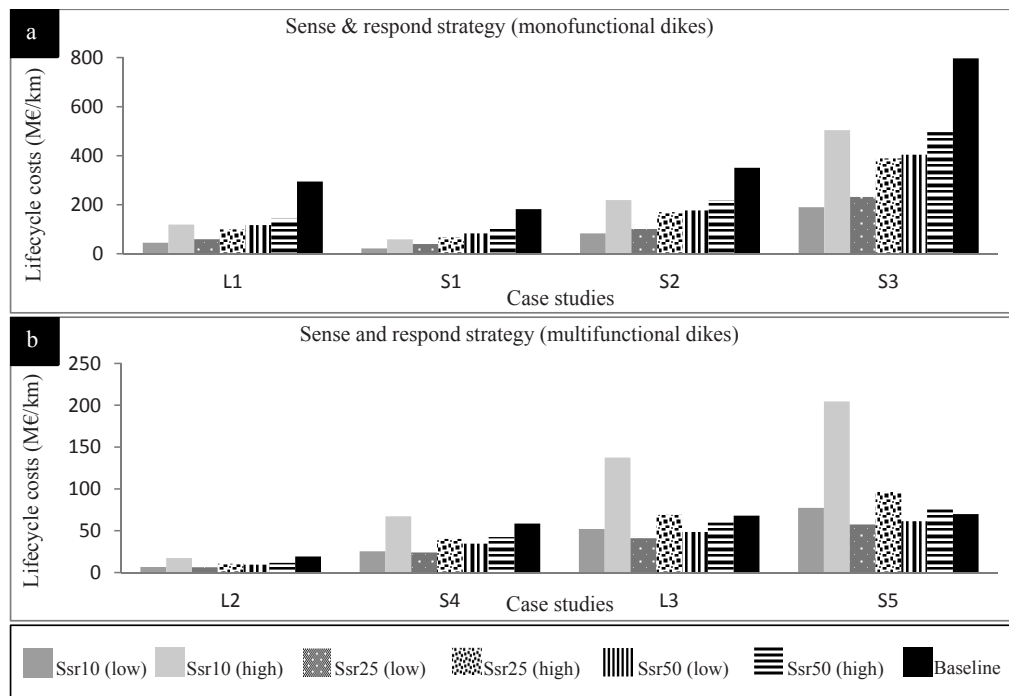 a
Sense & respond strategy (monofunctional dikes)
Lifecycle costs (M€/km)
800
600
400
200
0
L1 S1 S2 S3
Case studies
b
Sense and respond strategy (multifunctional dikes)
Lifecycle costs (M€/km)
250
200
150
100
50
0
L2 S4 L3 S5
Case studies
Ssr10 (low) Ssr10 (high) Ssr25 (low) Ssr25 (high) Ssr50 (low) Ssr50 (high) Baseline